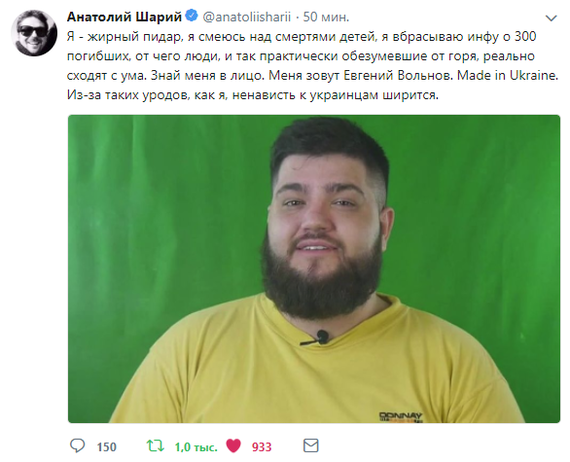 Анатолий Шарий @anatoliisharii · 50 мин.
Я - жирный пидар, я смеюсь над смертями детей, я вбрасываю инфу о 300
погибших, от чего люди, и так практически обезумевшие от горя, реально
сходят с ума. Знай меня в лицо. Меня зовут Евгений Вольнов. Made in Ukraine.
Из-за таких уродов, как я, ненависть к украинцам ширится.
DONNAY
150 1,0 тыс. 933